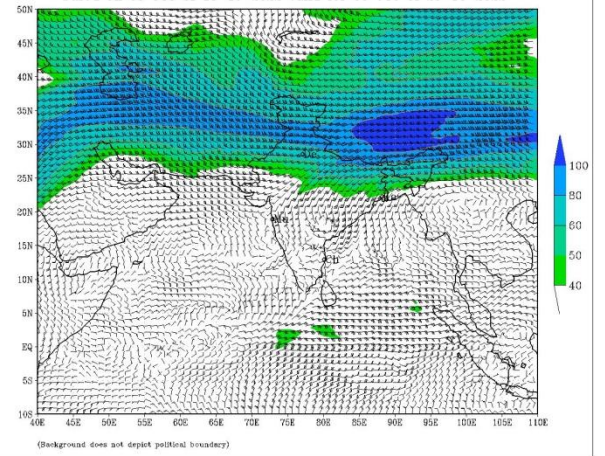 50N
45N
40N
35N
30N
25N
20N
15N
10N
5N
EQ
5S
10S
40E 45E 50E 55E 60E 65E 70E 75E 80E 85E 90E 95E 100E 105E 110E
100
80
60
50
40
Mu
Ch
(Background does not depict political boundary)